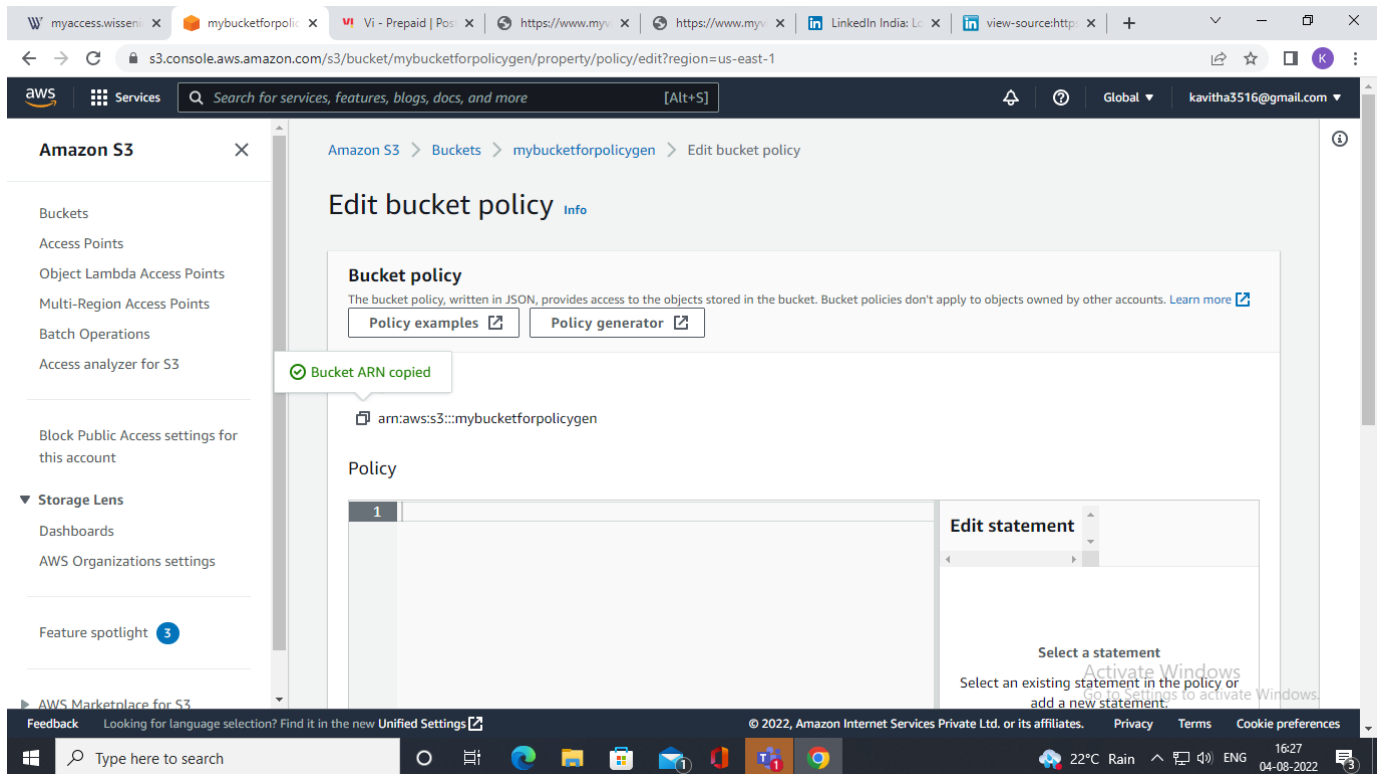 myaccess.wisseni
mybucketforpolic
Vi - Prepaid | Pos
https://www.myv
https://www.myv
LinkedIn India: Lo
view-source:http
s3.console.aws.amazon.com/s3/bucket/mybucketforpolicygen/property/policy/edit?region=us-east-1
K
aws
Services
Search for services, features, blogs, docs, and more [Alt+S]
Global
kavitha3516@gmail.com
Amazon S3
Buckets
Access Points
Object Lambda Access Points
Multi-Region Access Points
Batch Operations
Access analyzer for S3
Block Public Access settings for
this account
Storage Lens
Dashboards
AWS Organizations settings
Feature spotlight 3
AWS Marketplace for S3
Amazon S3 > Buckets > mybucketforpolicygen > Edit bucket policy
Edit bucket policy Info
Bucket policy
The bucket policy, written in JSON, provides access to the objects stored in the bucket. Bucket policies don't apply to objects owned by other accounts. Learn more
Policy examples
Policy generator
Bucket ARN copied
arn:aws:s3:::mybucketforpolicygen
Policy
1
Edit statement
Select a statement
Select an existing statement in the policy or
add a new statement.
Activate Windows
Go to Settings to activate Windows.
Feedback Looking for language selection? Find it in the new Unified Settings
© 2022, Amazon Internet Services Private Ltd. or its affiliates. Privacy Terms Cookie preferences
Type here to search
1
1
22°C Rain
ENG
16:27
04-08-2022
3